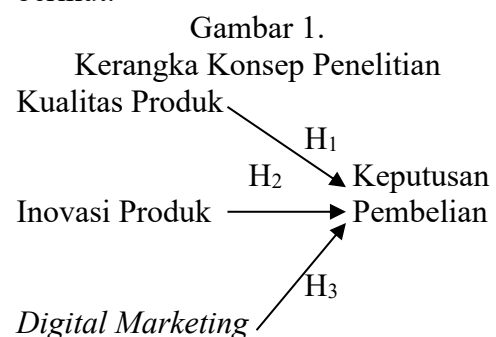 Gambar 1.
Kerangka Konsep Penelitian
Kualitas Produk
H₁
H₂ Keputusan
Inovasi Produk Pembelian
H₃
Digital Marketing